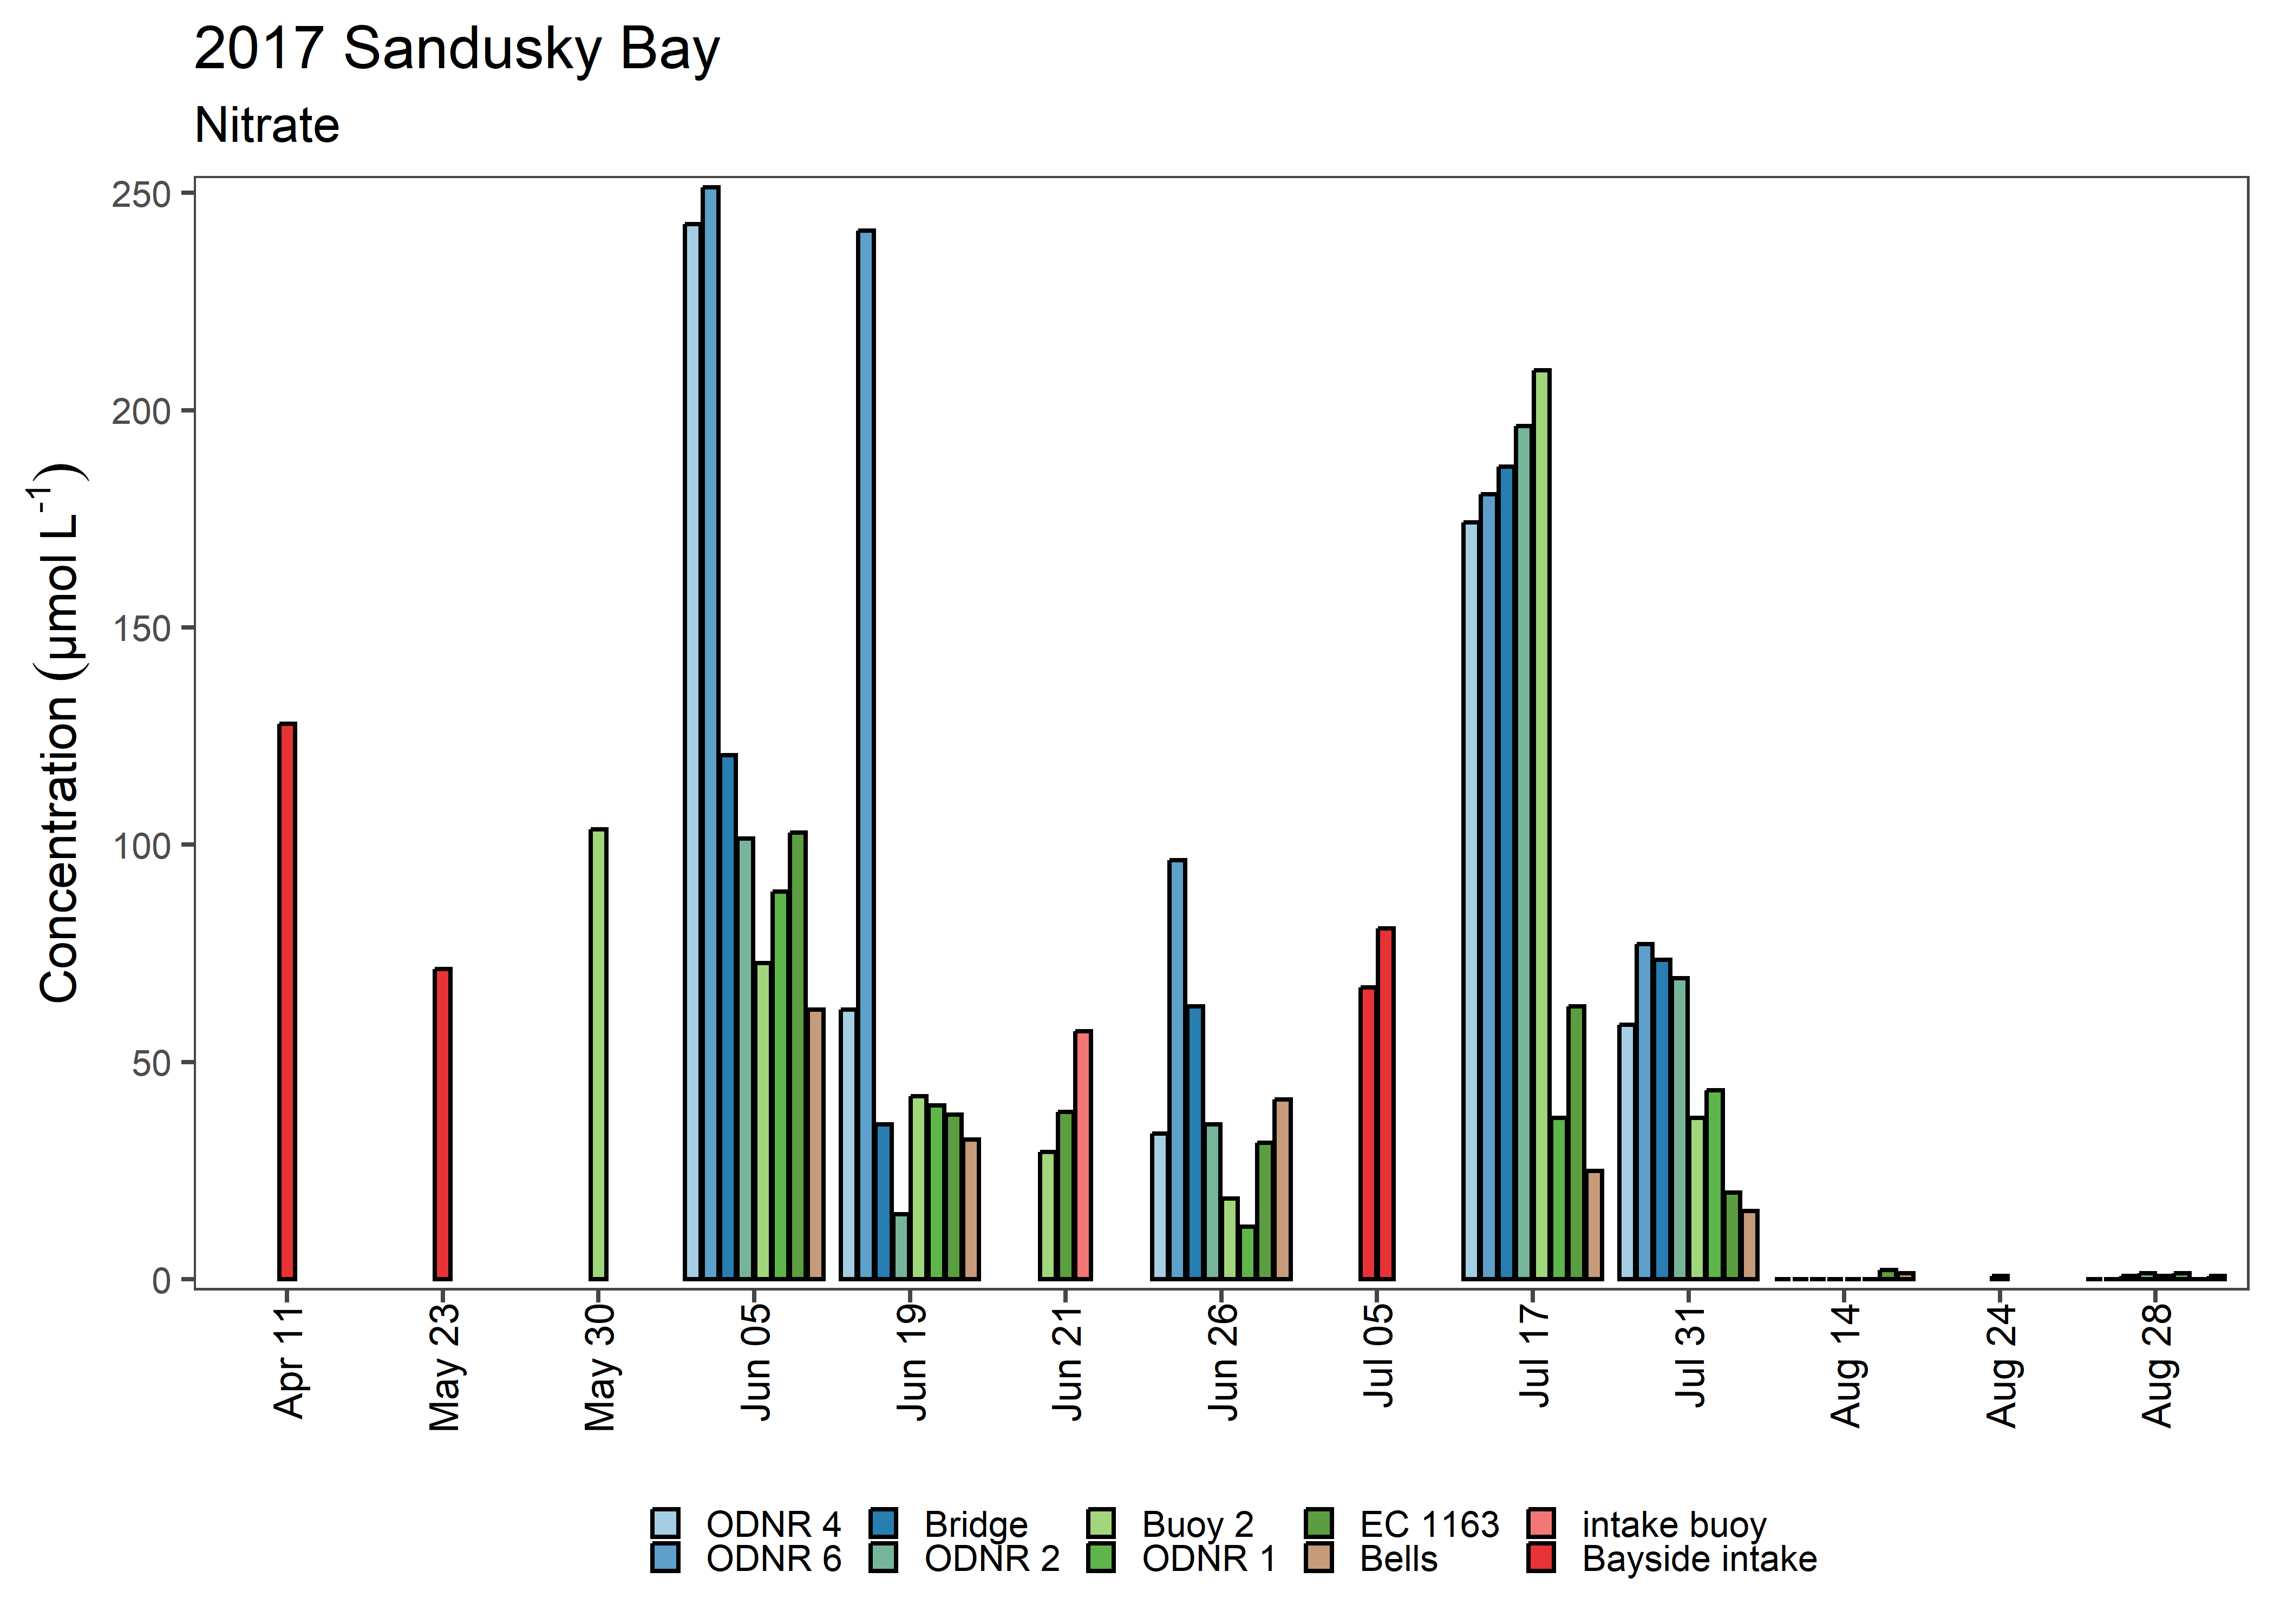 2017 Sandusky Bay
Nitrate
Concentration (µmol L⁻¹)
250
200
150
100
50
0
Apr 11
May 23
May 30
Jun 05
Jun 19
Jun 21
Jun 26
Jul 05
Jul 17
Jul 31
Aug 14
Aug 24
Aug 28
ODNR 4 Bridge Buoy 2 EC 1163 intake buoy
ODNR 6 ODNR 2 ODNR 1 Bells Bayside intake